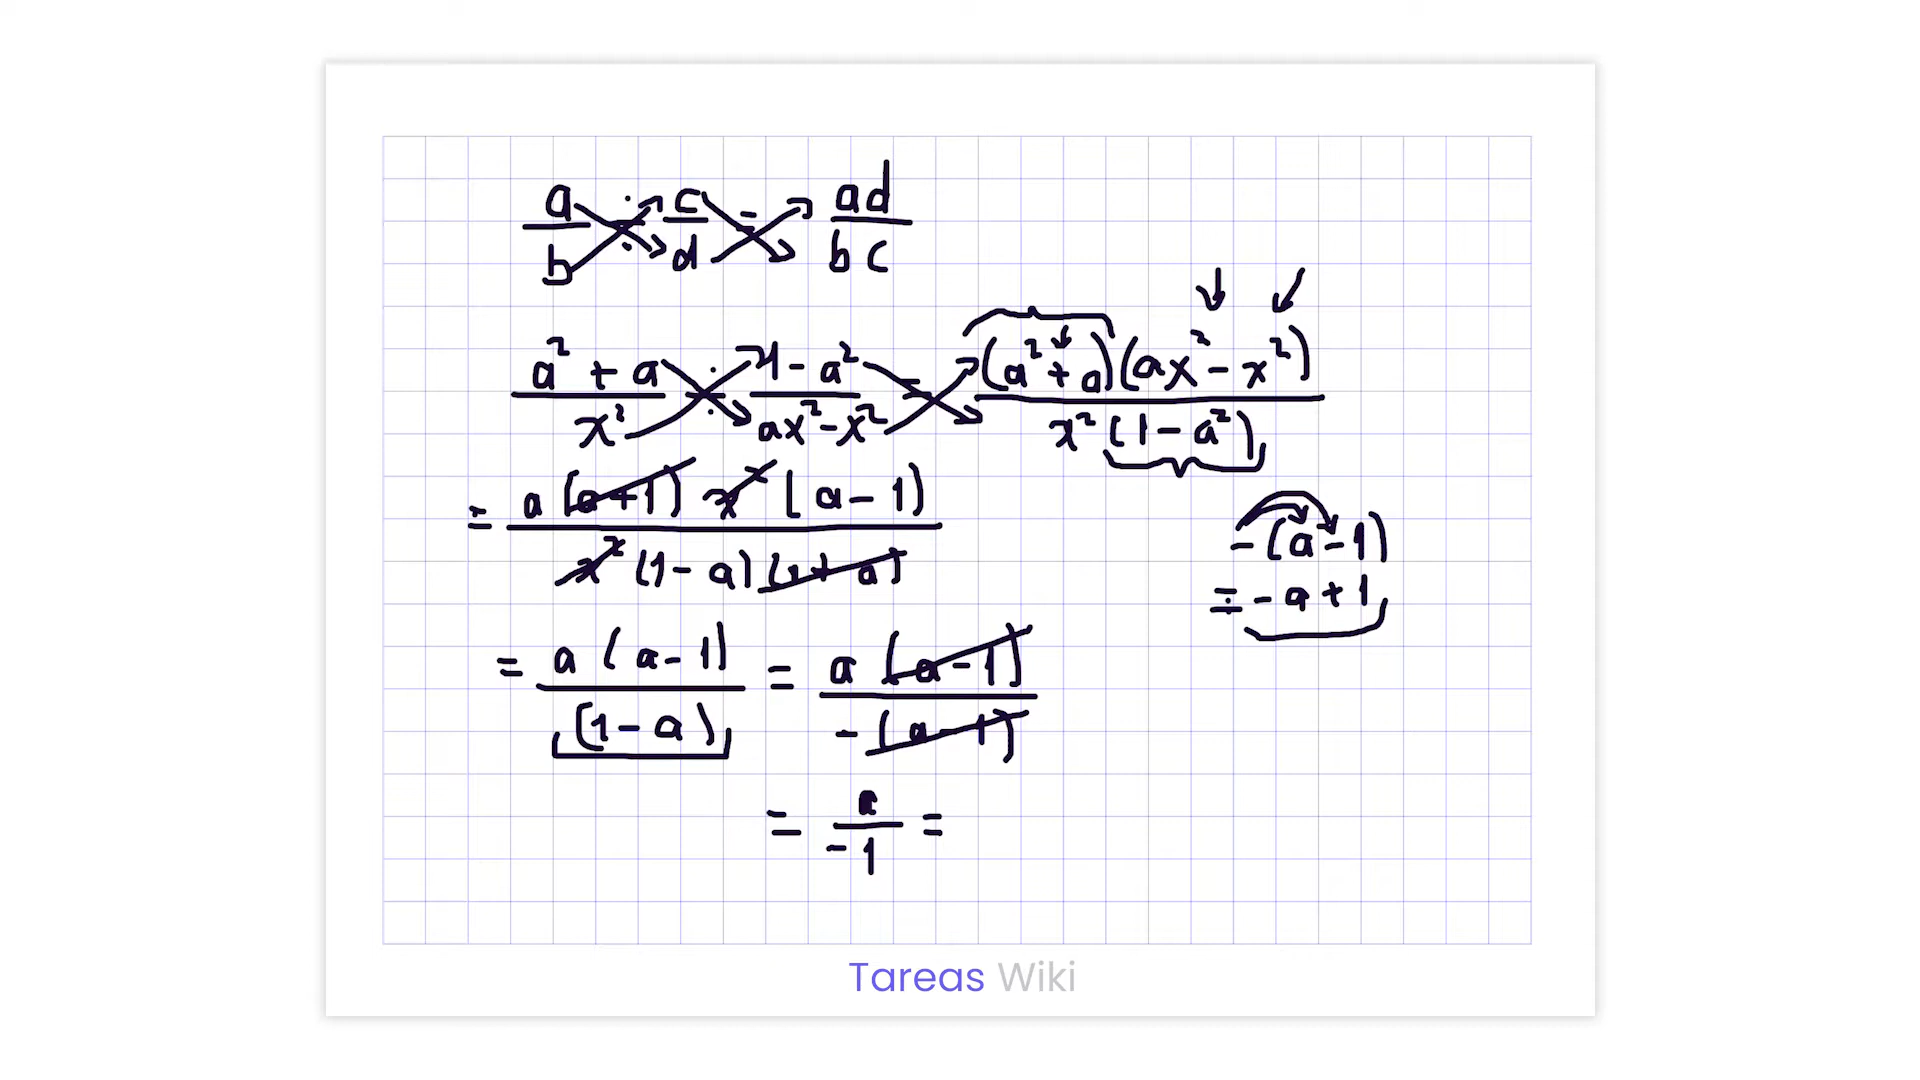 a/b ÷ c/d = ad/bc
(a² + a)/x² ÷ (1 - a²)/(ax² - x²) = (a² + a)(ax² - x²)/x²(1 - a²)
= a(a+1) x² (a - 1)/x² (1 - a)(1 + a)
-(a - 1)
= - a + 1
= a(a - 1)/(1 - a) = a(a - 1)/-(a - 1)
= a/-1 =
Tareas Wiki